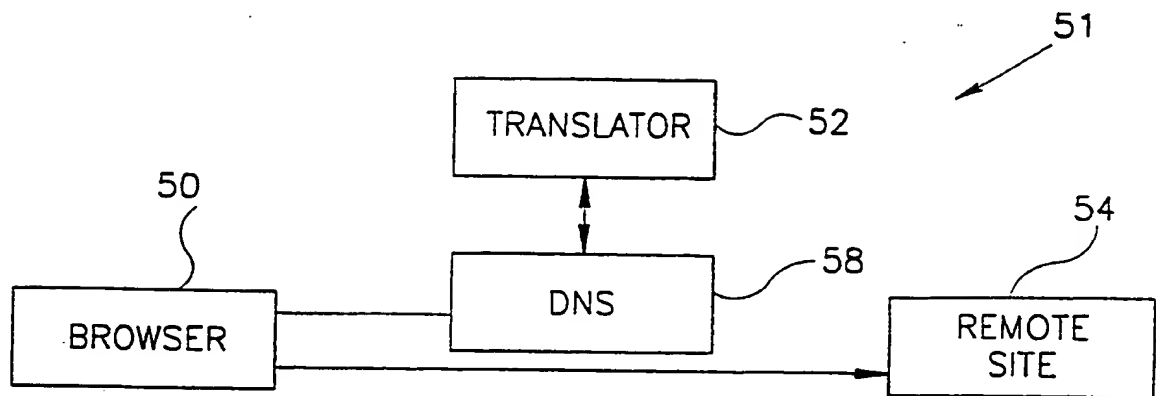 51
TRANSLATOR
52
50
54
58
DNS
BROWSER
REMOTE
SITE